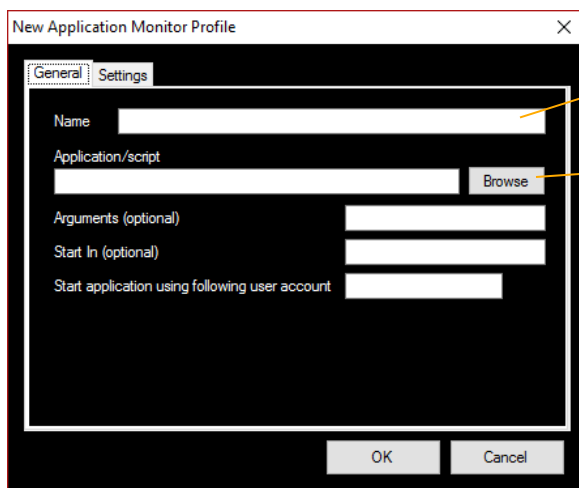 New Application Monitor Profile
General Settings
Name
Application/script
Browse
Arguments (optional)
Start In (optional)
Start application using following user account
OK Cancel